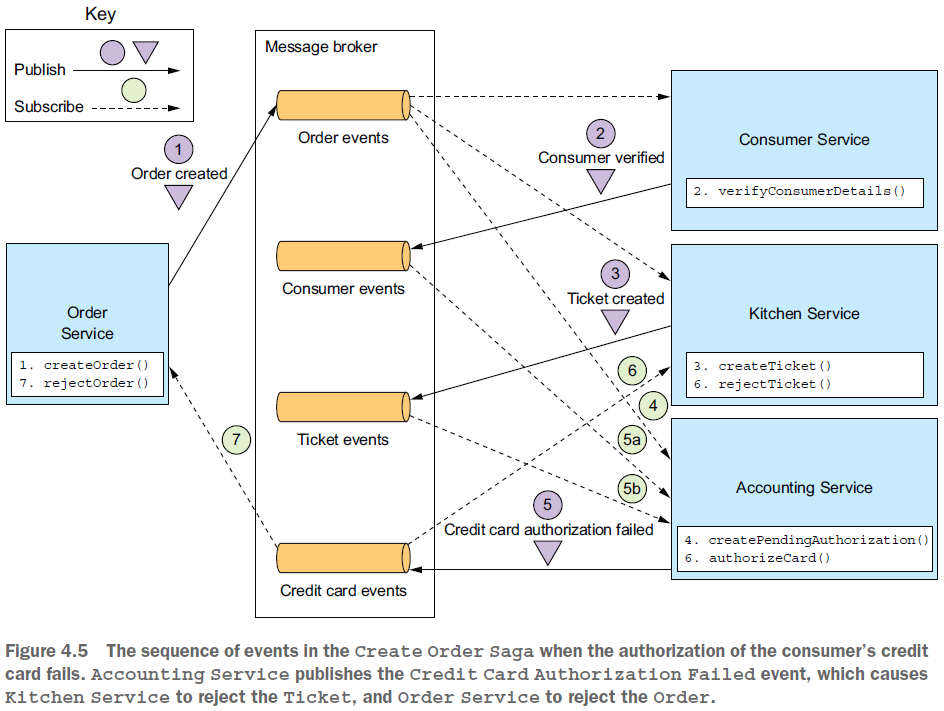 Key
Publish
Subscribe
Message broker
Order events
Consumer events
Ticket events
Credit card events
1
Order created
2
Consumer verified
3
Ticket created
6
4
5a
5b
5
Credit card authorization failed
7
Order
Service
1. createOrder()
7. rejectOrder()
Consumer Service
2. verifyConsumerDetails()
Kitchen Service
3. createTicket()
6. rejectTicket()
Accounting Service
4. createPendingAuthorization()
6. authorizeCard()
Figure 4.5 The sequence of events in the Create Order Saga when the authorization of the consumer's credit
card fails. Accounting Service publishes the Credit Card Authorization Failed event, which causes
Kitchen Service to reject the Ticket, and Order Service to reject the Order.